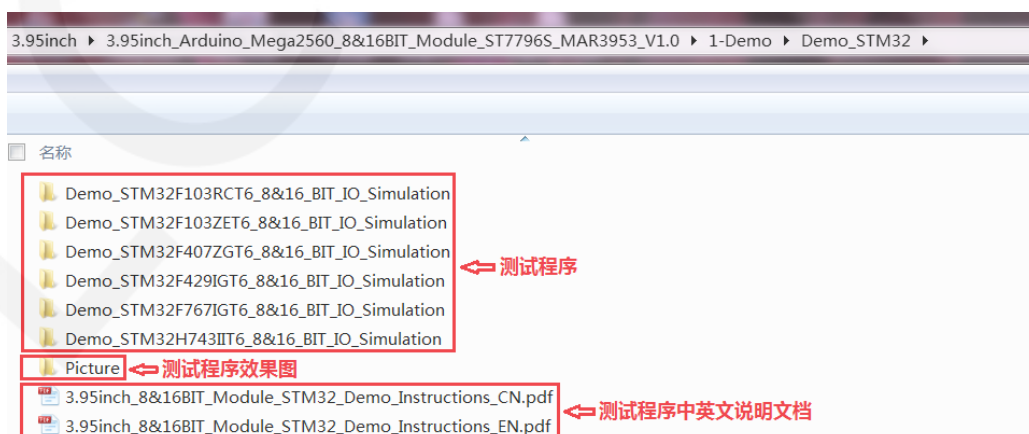 3.95inch ▸ 3.95inch_Arduino_Mega2560_8&16BIT_Module_ST7796S_MAR3953_V1.0 ▸ 1-Demo ▸ Demo_STM32 ▸
名称
Demo_STM32F103RCT6_8&16_BIT_IO_Simulation
Demo_STM32F103ZET6_8&16_BIT_IO_Simulation
Demo_STM32F407ZGT6_8&16_BIT_IO_Simulation
测试程序
Demo_STM32F429IGT6_8&16_BIT_IO_Simulation
Demo_STM32F767IGT6_8&16_BIT_IO_Simulation
Demo_STM32H743IIT6_8&16_BIT_IO_Simulation
Picture 测试程序效果图
3.95inch_8&16BIT_Module_STM32_Demo_Instructions_CN.pdf
测试程序中英文说明文档
3.95inch_8&16BIT_Module_STM32_Demo_Instructions_EN.pdf